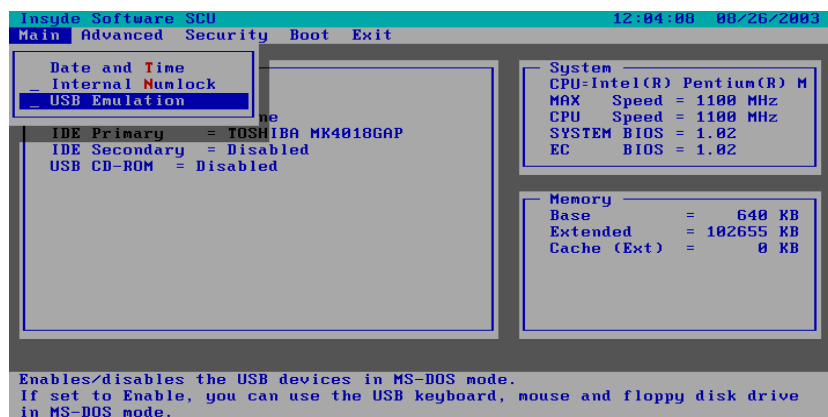 Insyde Software SCU 12:04:08 08/26/2003
Main Advanced Security Boot Exit
Date and Time
_ Internal Numlock
_ USB Emulation
ne
IDE Primary = TOSHIBA MK4018GAP
IDE Secondary = Disabled
USB CD-ROM = Disabled
System
CPU=Intel(R) Pentium(R) M
MAX Speed = 1100 MHz
CPU Speed = 1100 MHz
SYSTEM BIOS = 1.02
EC BIOS = 1.02
Memory
Base = 640 KB
Extended = 102655 KB
Cache (Ext) = 0 KB
Enables/disables the USB devices in MS-DOS mode.
If set to Enable, you can use the USB keyboard, mouse and floppy disk drive
in MS-DOS mode.